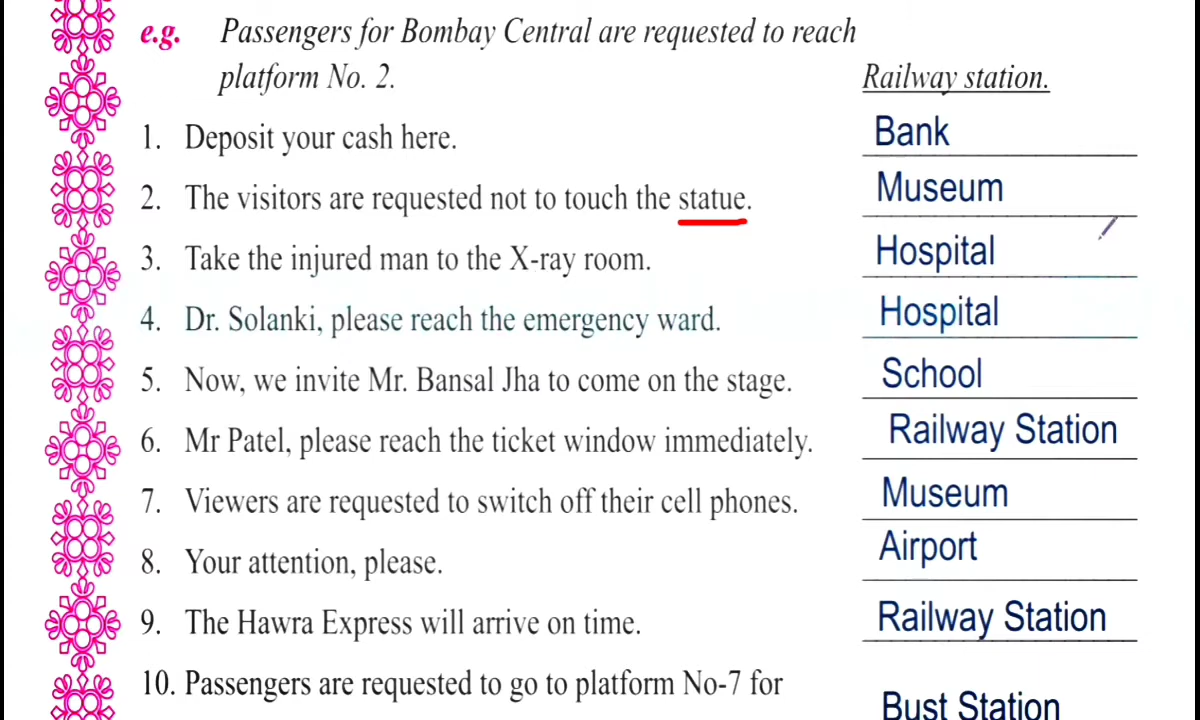 e.g. Passengers for Bombay Central are requested to reach
platform No. 2. Railway station.
1. Deposit your cash here. Bank
2. The visitors are requested not to touch the statue. Museum
3. Take the injured man to the X-ray room. Hospital
4. Dr. Solanki, please reach the emergency ward. Hospital
5. Now, we invite Mr. Bansal Jha to come on the stage. School
6. Mr Patel, please reach the ticket window immediately. Railway Station
7. Viewers are requested to switch off their cell phones. Museum
8. Your attention, please. Airport
9. The Hawra Express will arrive on time. Railway Station
10. Passengers are requested to go to platform No-7 for Bust Station